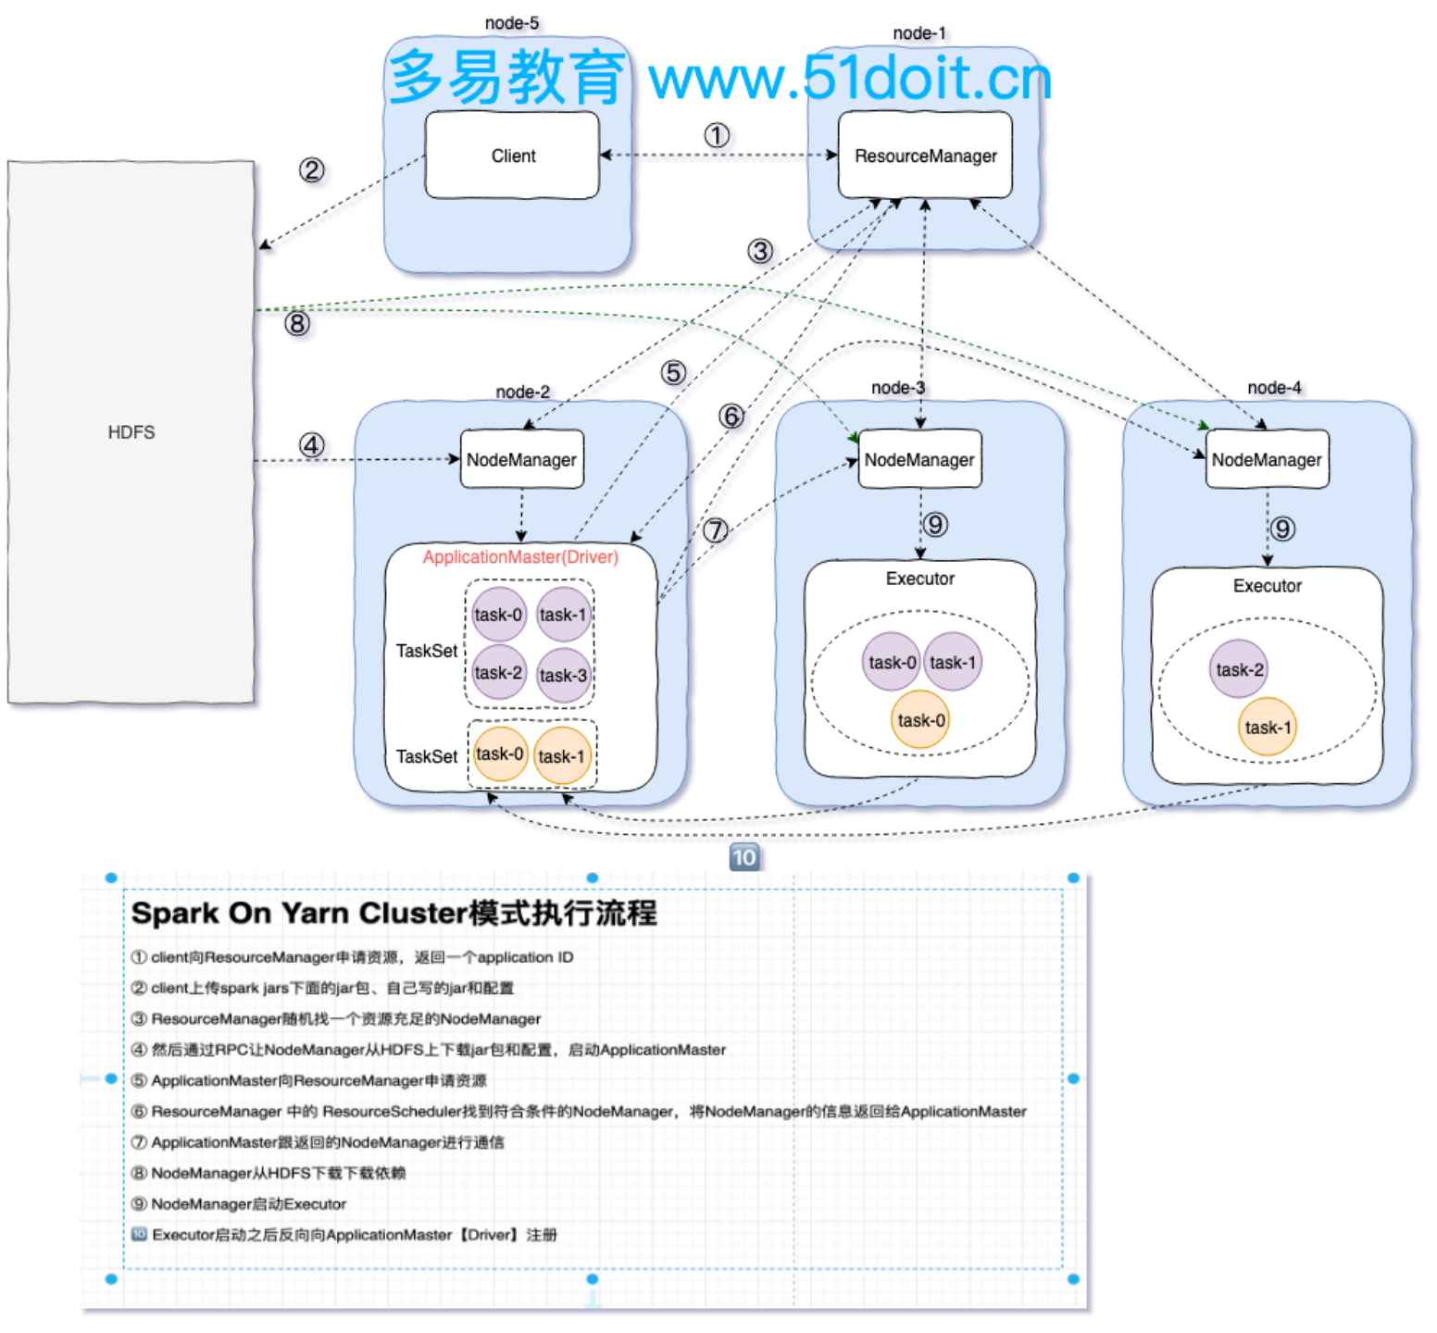 node-5
node-1
多易教育 www.51doit.cn
Client
①
ResourceManager
②
③
⑧
HDFS
⑤
⑥
④
node-2
NodeManager
ApplicationMaster(Driver)
TaskSet
task-0 task-1
task-2 task-3
TaskSet
task-0 task-1
⑦
node-3
NodeManager
⑨
Executor
task-0 task-1
task-0
node-4
NodeManager
⑨
Executor
task-2
task-1
10
Spark On Yarn Cluster模式执行流程
① client向ResourceManager申请资源，返回一个application ID
② client上传spark jars下面的jar包、自己写的jar和配置
③ ResourceManager随机找一个资源充足的NodeManager
④ 然后通过RPC让NodeManager从HDFS上下载jar包和配置，启动ApplicationMaster
⑤ ApplicationMaster向ResourceManager申请资源
⑥ ResourceManager 中的 ResourceScheduler找到符合条件的NodeManager，将NodeManager的信息返回给ApplicationMaster
⑦ ApplicationMaster跟返回的NodeManager进行通信
⑧ NodeManager从HDFS下载下载依赖
⑨ NodeManager启动Executor
10 Executor启动之后反向向ApplicationMaster【Driver】注册